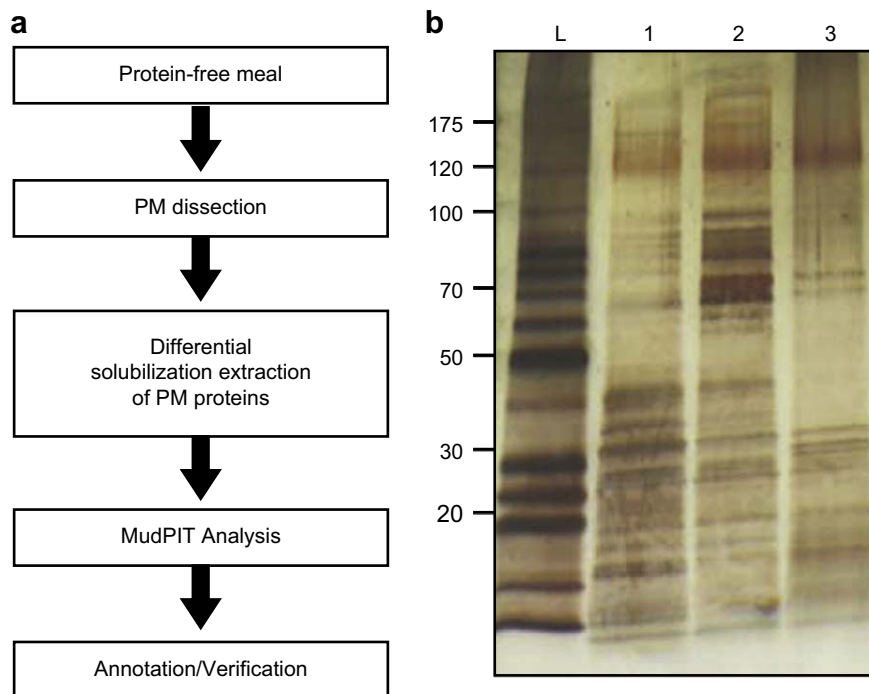 a
Protein-free meal
PM dissection
Differential
solubilization extraction
of PM proteins
MudPIT Analysis
Annotation/Verification
b
L 1 2 3
175
120
100
70
50
30
20